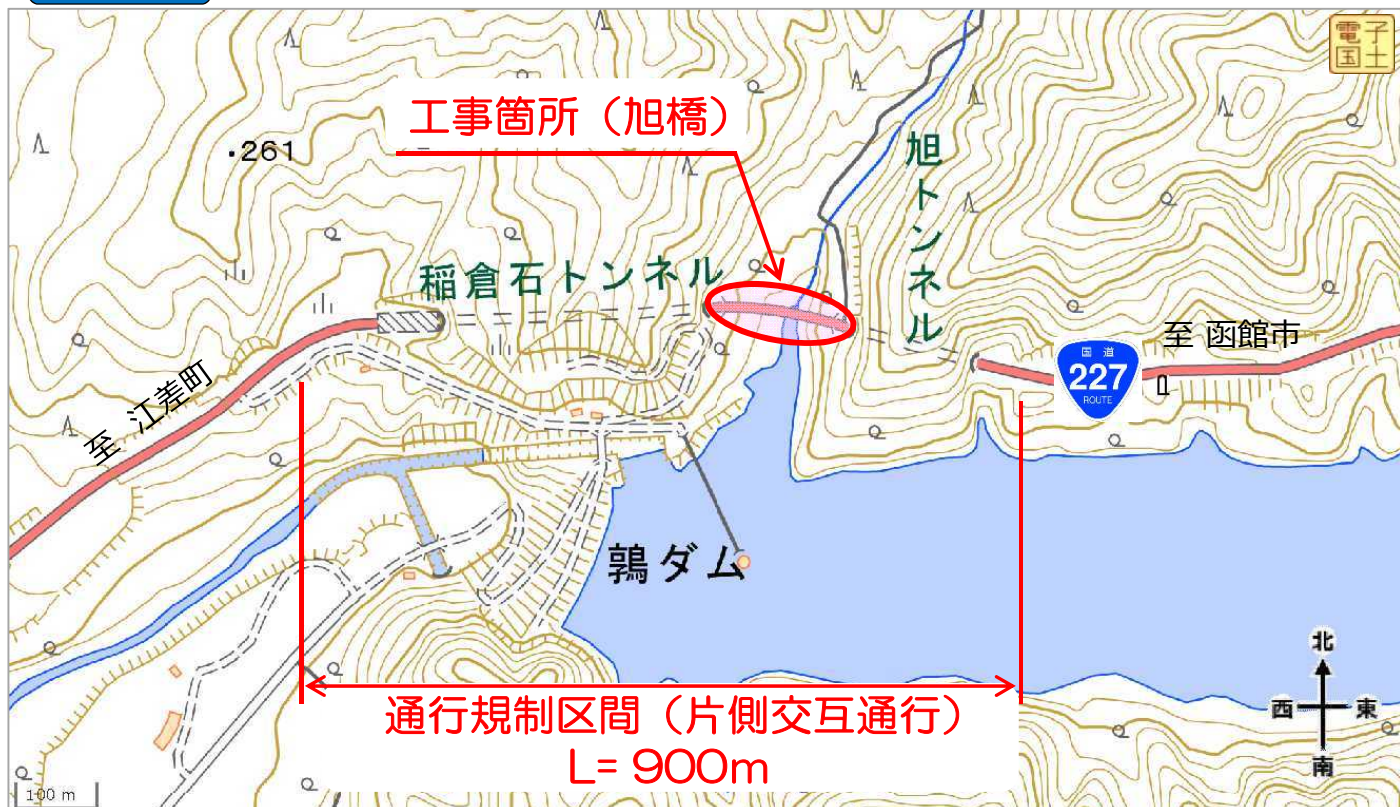 電子
国土
工事箇所（旭橋）
・261
旭トンネル
稲倉石トンネル
至 函館市
国道
227
ROUTE
至 江差町
鶉ダム
通行規制区間（片側交互通行）
L= 900m
北
西 東
南
100 m